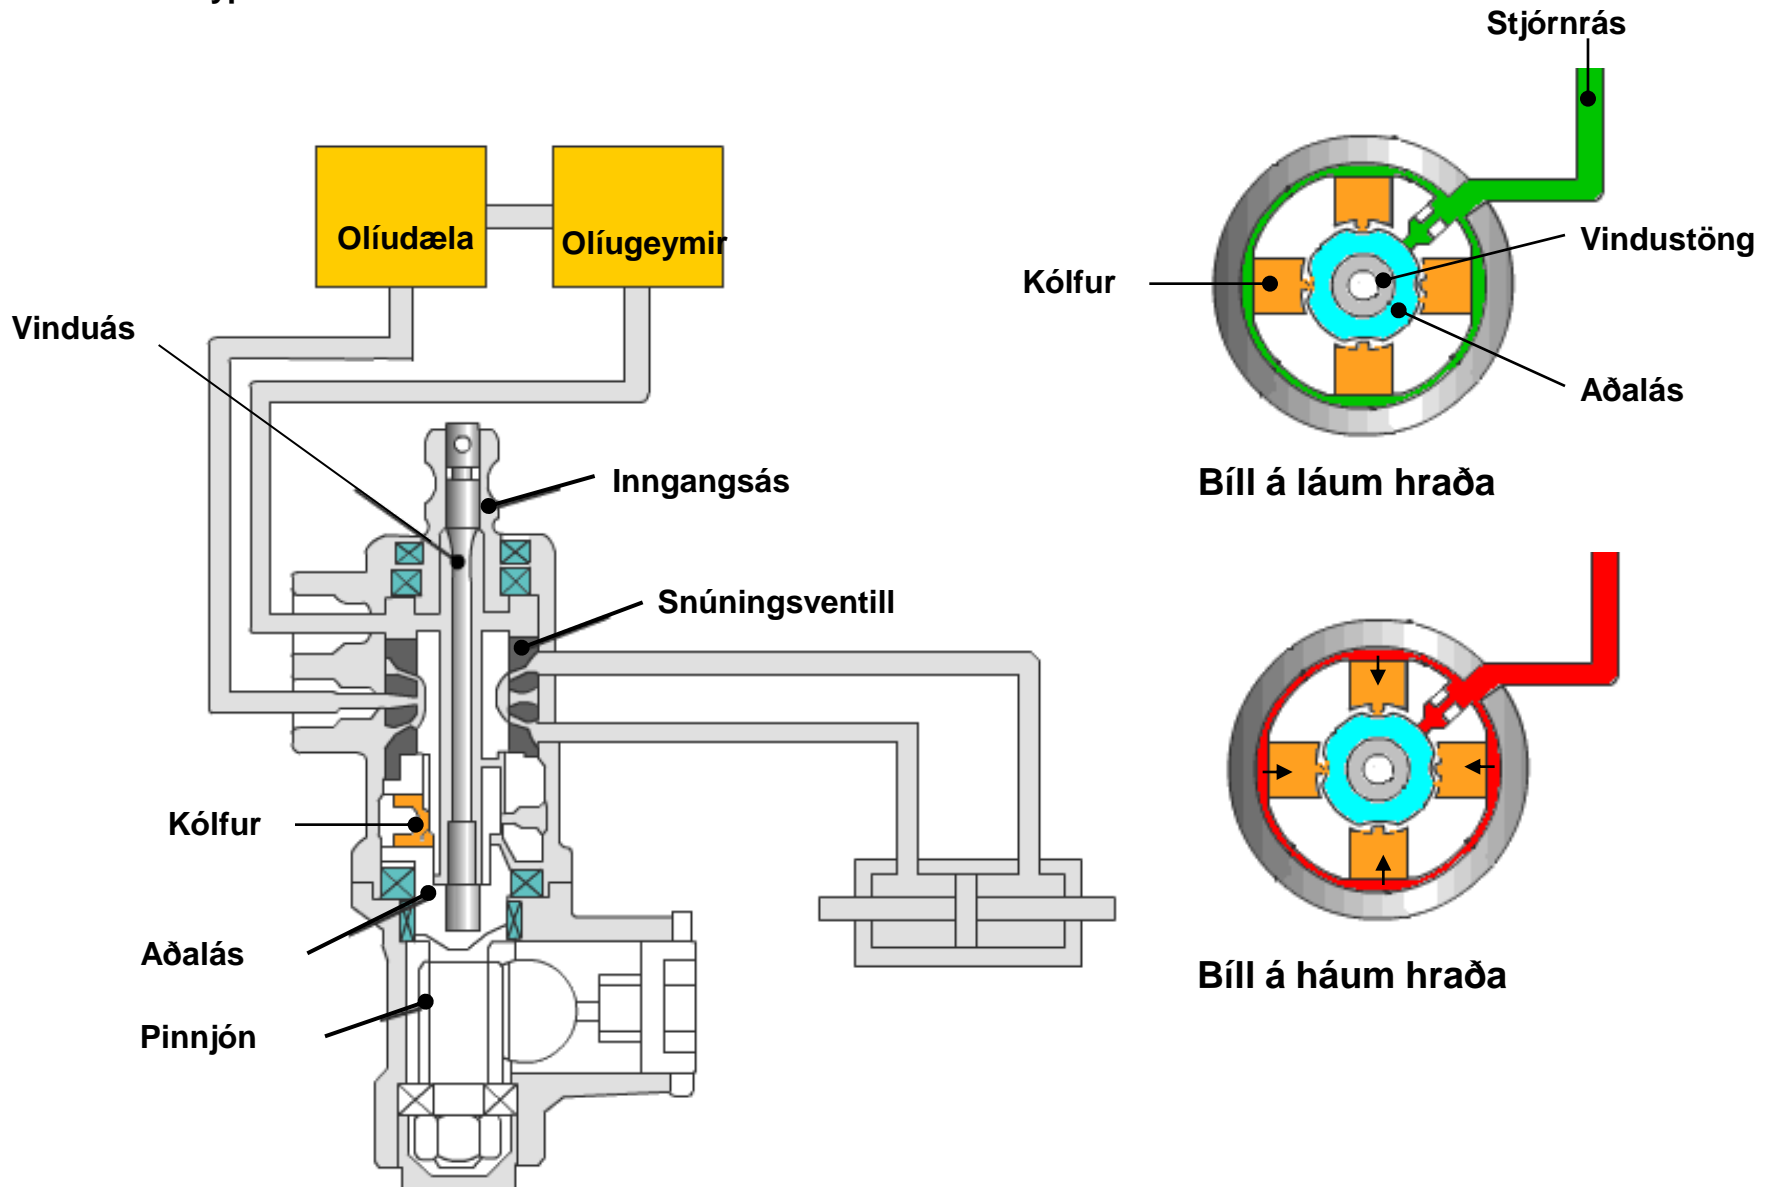 Stjórnrás
Olíudæla
Olíugeymir
Vindustöng
Kólfur
Vinduás
Aðalás
Inngangsás
Bíll á láum hraða
Snúningsventill
Kólfur
Aðalás
Bíll á háum hraða
Pinnjón